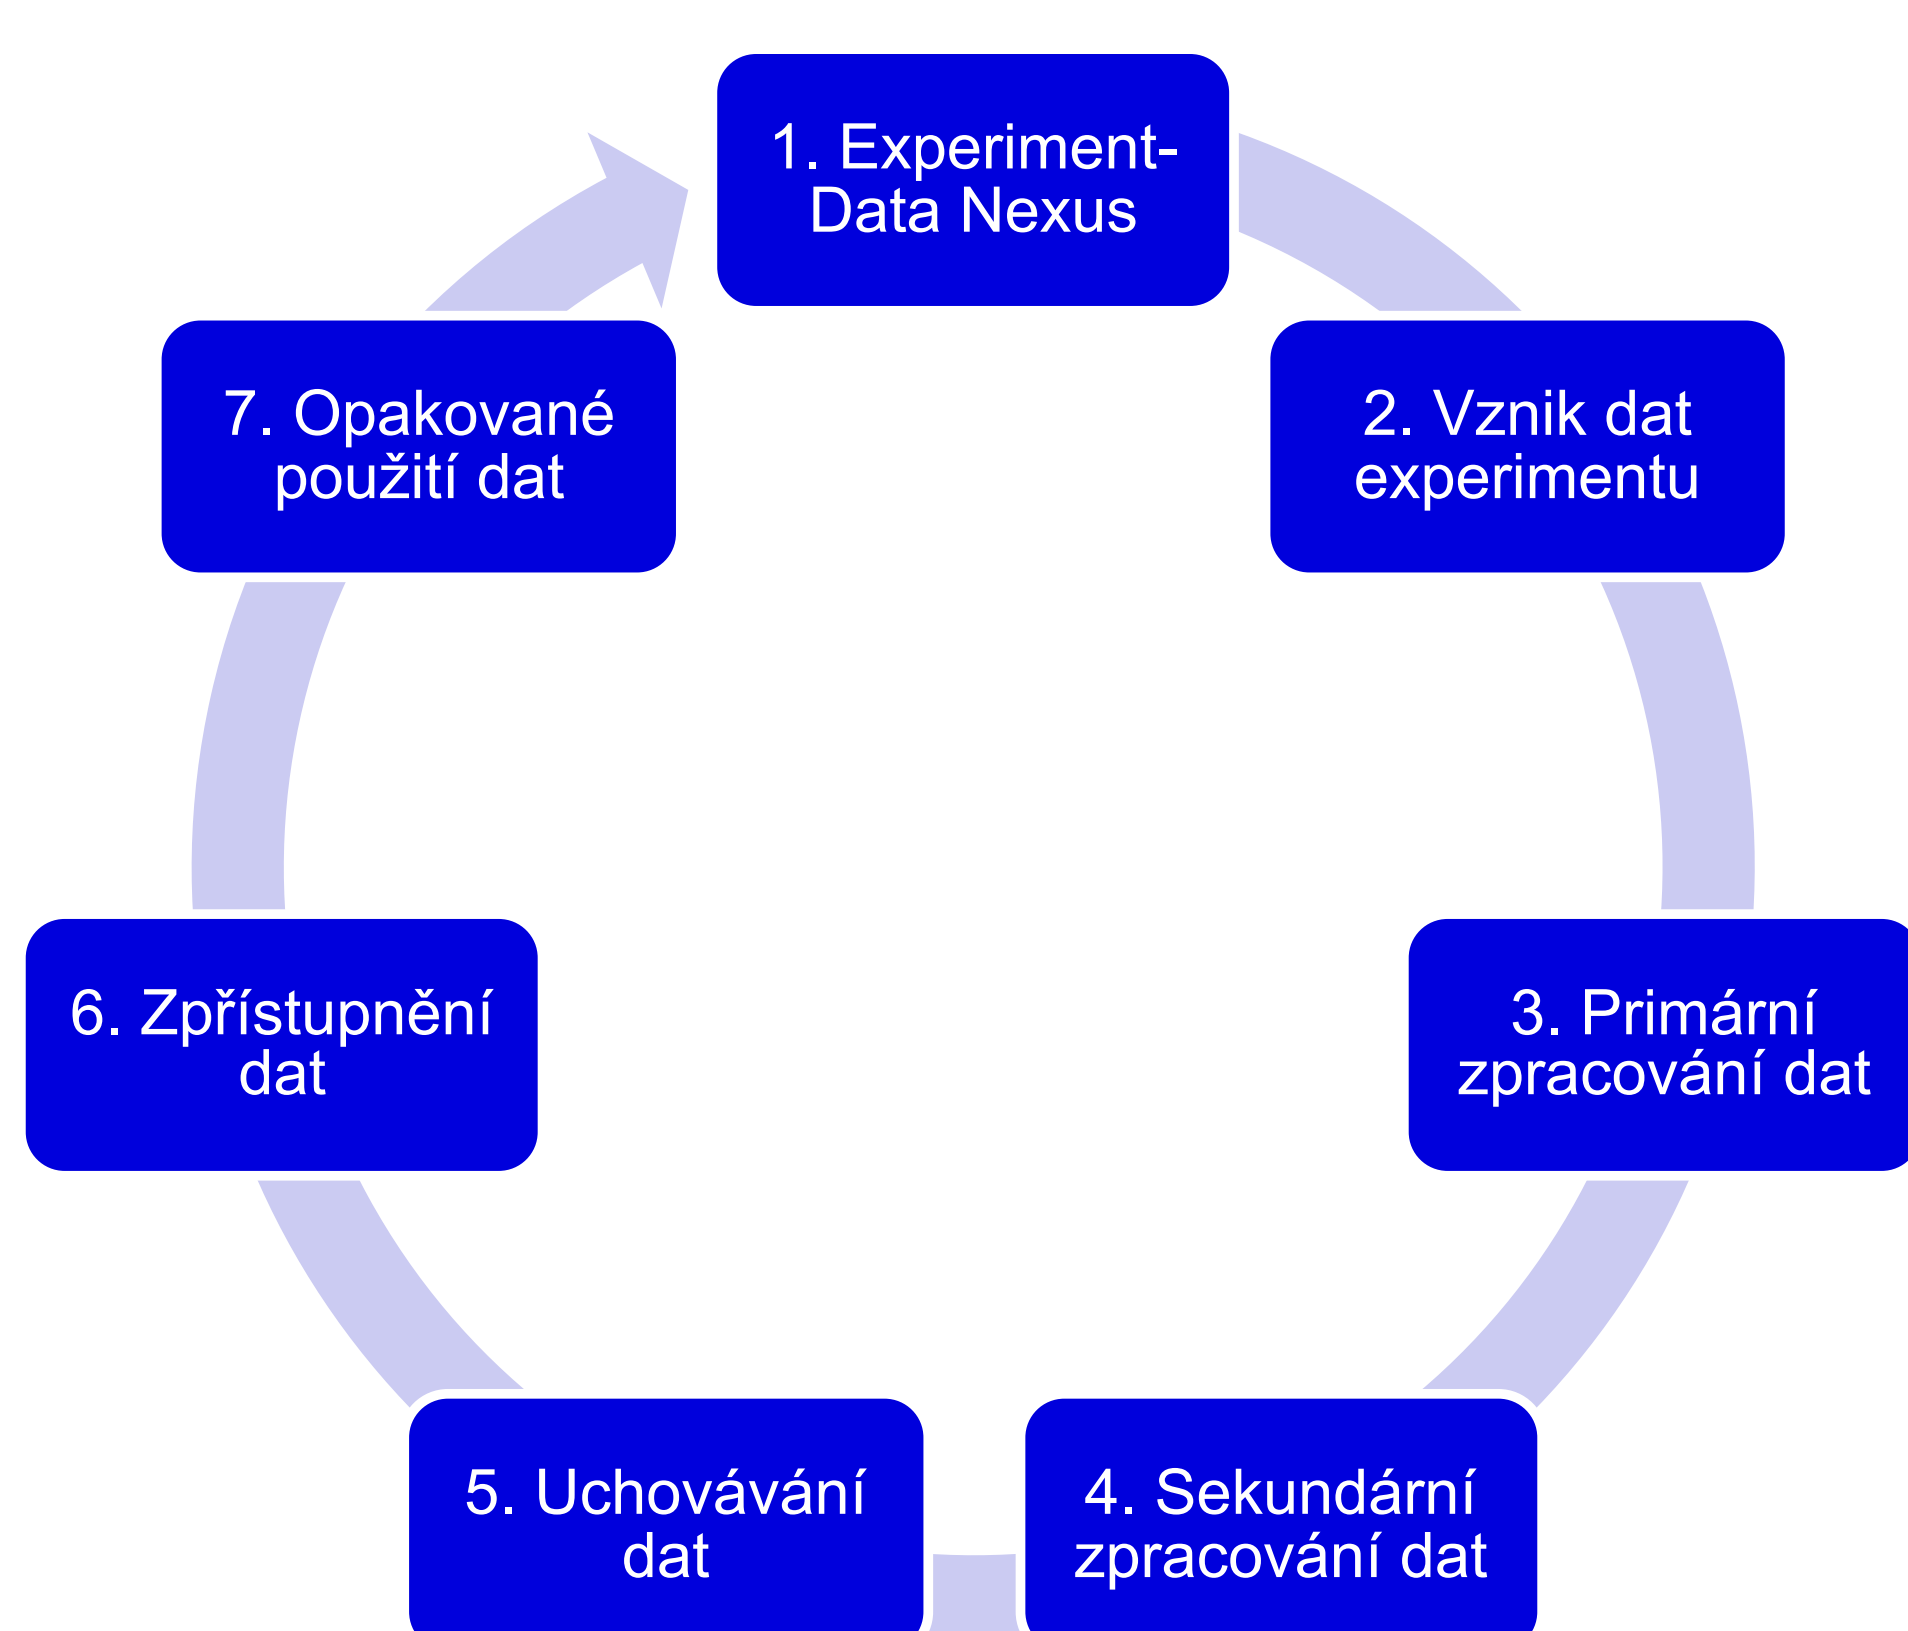 1. Experiment-
Data Nexus
2. Vznik dat
experimentu
3. Primární
zpracování dat
4. Sekundární
zpracování dat
5. Uchovávání
dat
6. Zpřístupnění
dat
7. Opakované
použití dat